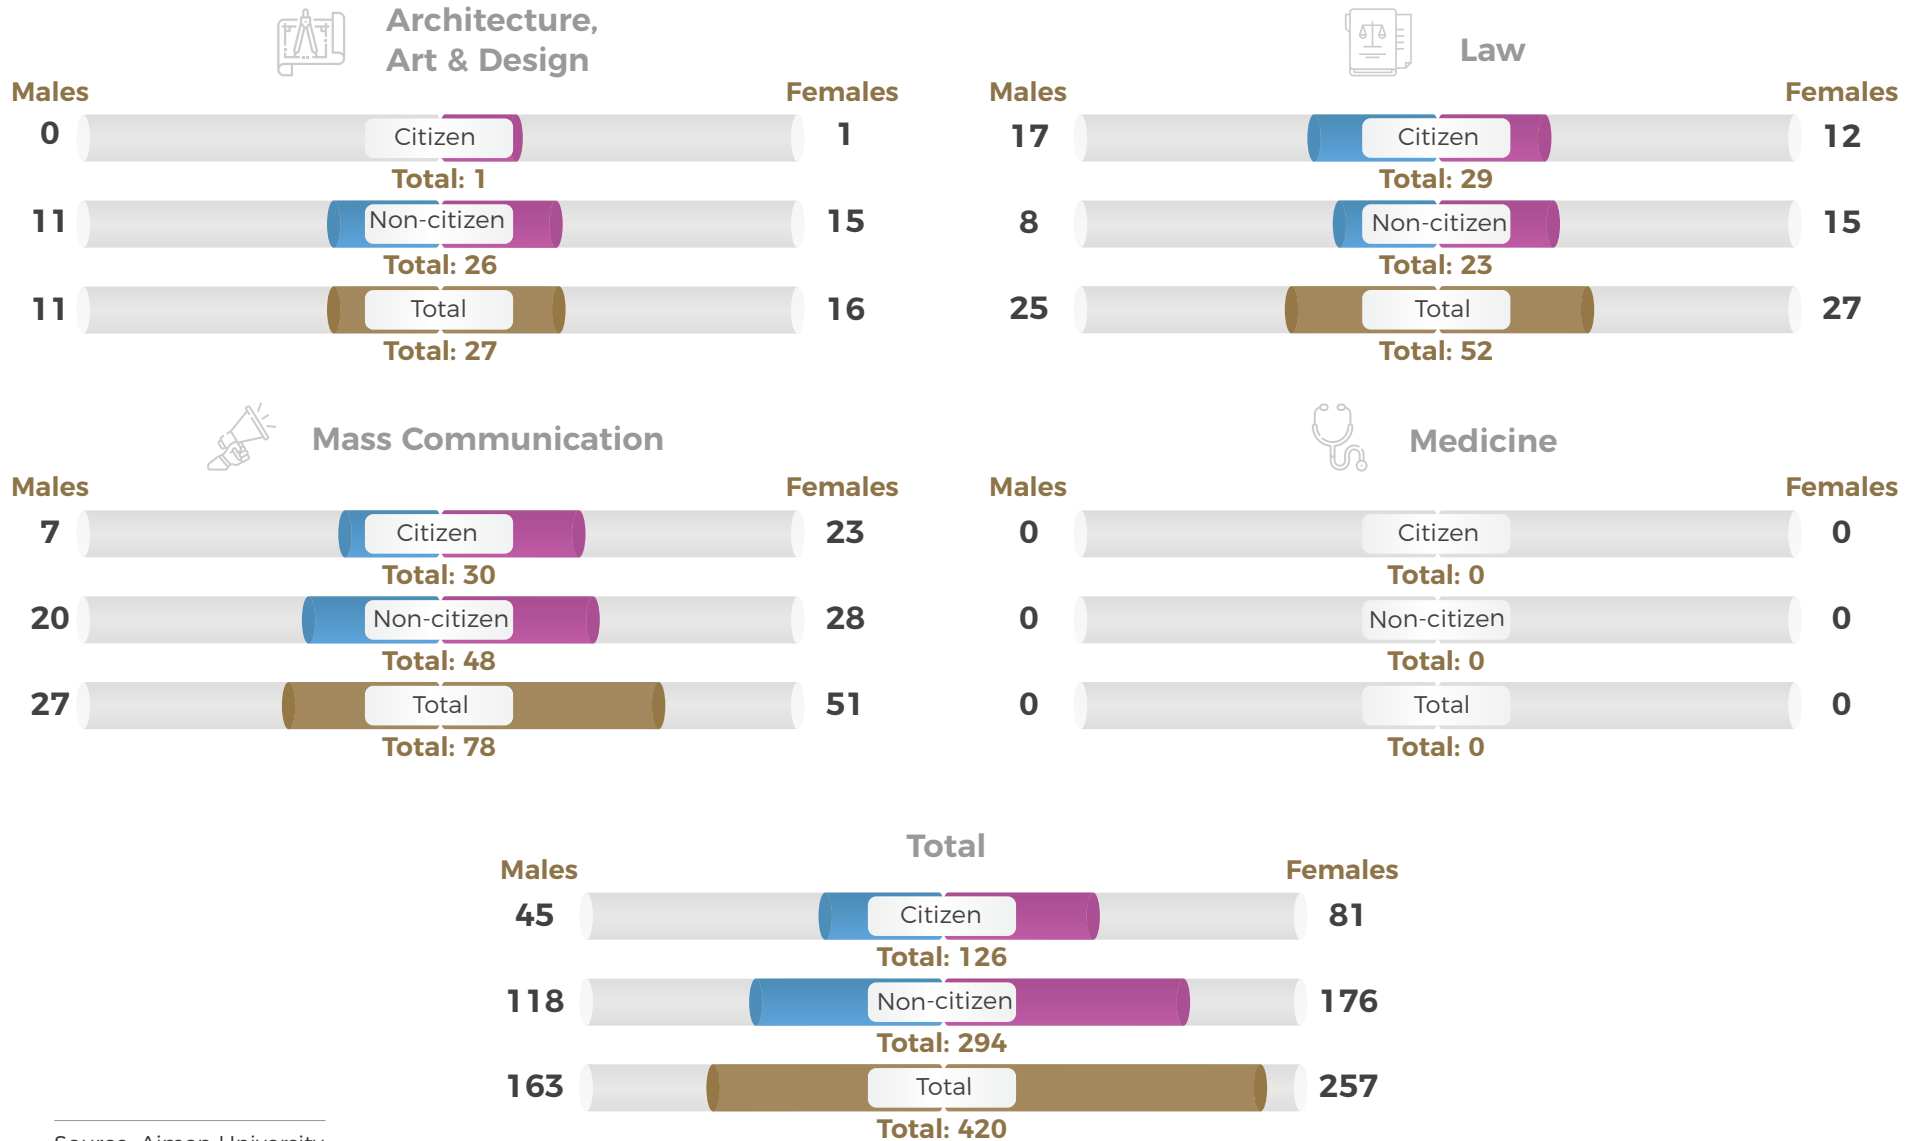 Architecture,
Art & Design
Males Females
0 Citizen 1
Total: 1
11 Non-citizen 15
Total: 26
11 Total 16
Total: 27
Law
Males Females
17 Citizen 12
Total: 29
8 Non-citizen 15
Total: 23
25 Total 27
Total: 52
Mass Communication
Males Females
7 Citizen 23
Total: 30
20 Non-citizen 28
Total: 48
27 Total 51
Total: 78
Medicine
Males Females
0 Citizen 0
Total: 0
0 Non-citizen 0
Total: 0
0 Total 0
Total: 0
Total
Males Females
45 Citizen 81
Total: 126
118 Non-citizen 176
Total: 294
163 Total 257
Total: 420
Source: Ajman University